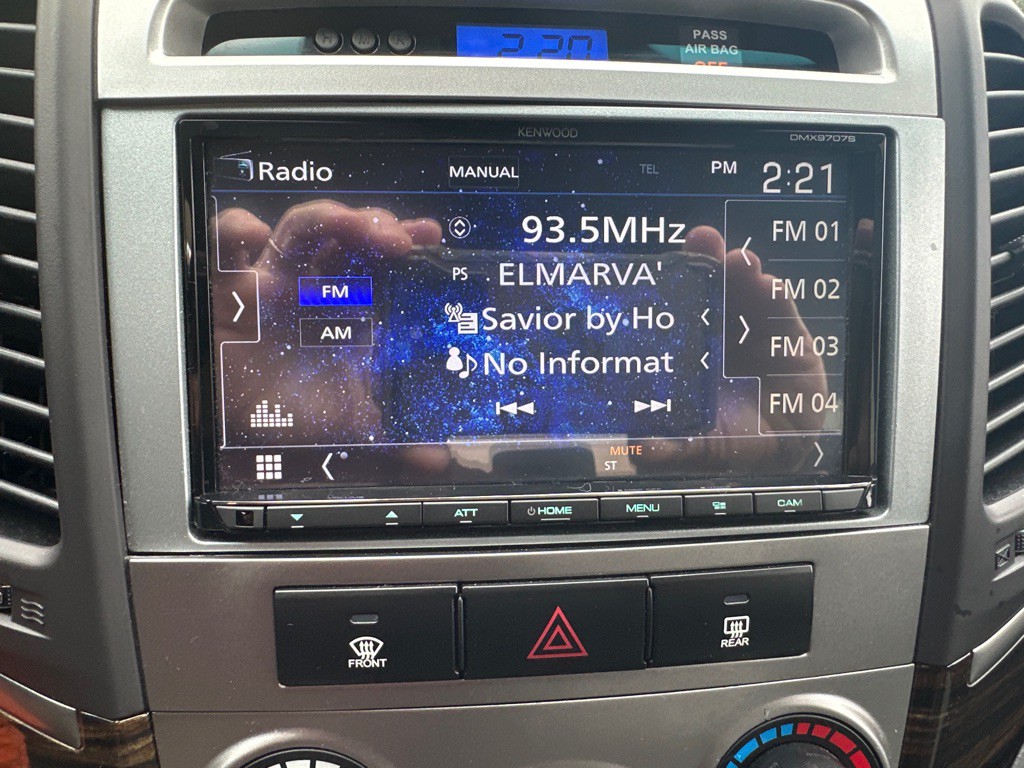 H M R
2:20
PASS
AIR BAG
OFF
KENWOOD
DMX9707S
Radio
MANUAL
TEL
PM 2:21
93.5MHz
PS ELMARVA'
Savior by Ho
No Informat
FM
AM
FM 01
FM 02
FM 03
FM 04
MUTE
ST
ATT
HOME
MENU
CAM
FRONT
REAR